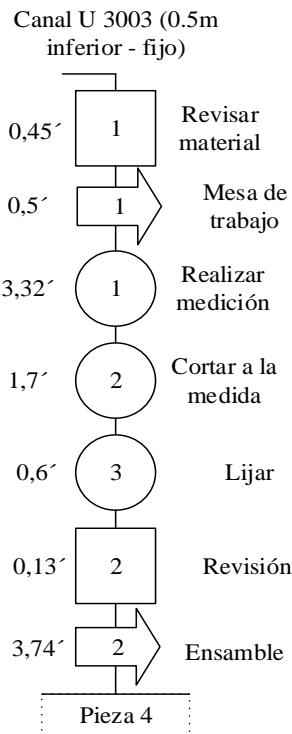 Canal U 3003 (0.5m
inferior - fijo)
0,45´ 1 Revisar
material
0,5´ 1 Mesa de
trabajo
3,32´ 1 Realizar
medición
1,7´ 2 Cortar a la
medida
0,6´ 3 Lijar
0,13´ 2 Revisión
3,74´ 2 Ensamble
Pieza 4